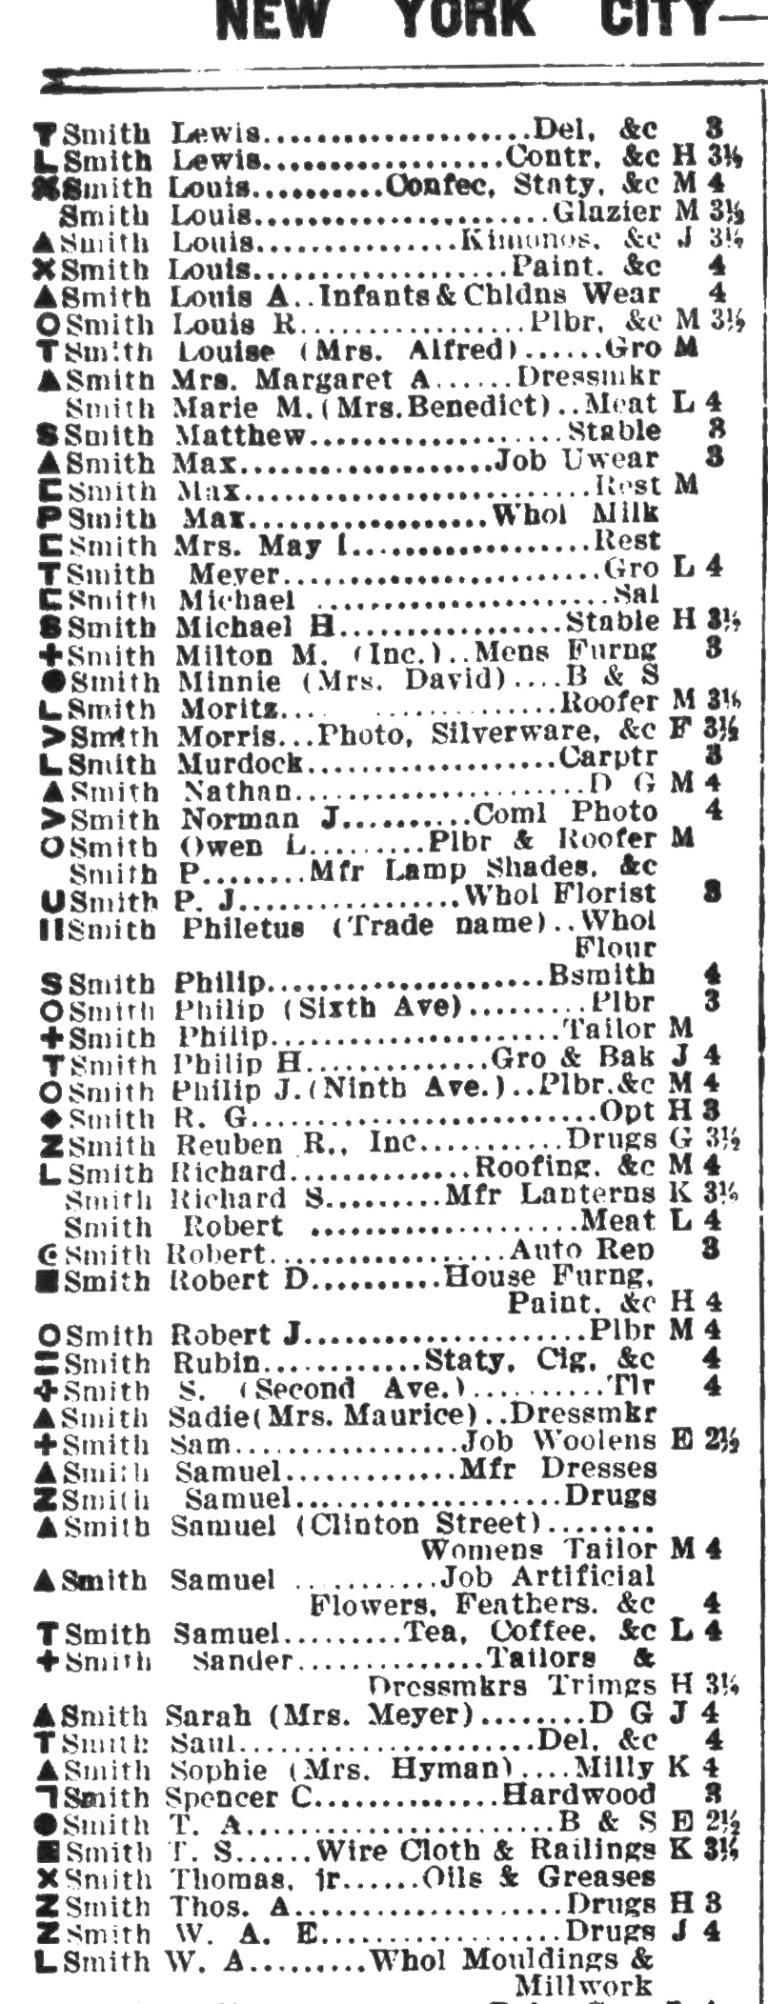 NEW YORK CITY—
T Smith Lewis....................Del, &c 3
L Smith Lewis..................Contr. &c H 3½
Smith Louis..........Confec, Staty, &c M 4
Smith Louis......................Glazier M 3½
▲ Smith Louis...............Kimonos. &c J 3½
✕ Smith Louis...................Paint. &c 4
▲ Smith Louis A..Infants & Chldns Wear 4
O Smith Louis R.................Plbr, &c M 3½
T Smith Louise (Mrs. Alfred)......Gro M
▲ Smith Mrs. Margaret A......Dressmkr
Smith Marie M.(Mrs.Benedict)..Meat L 4
S Smith Matthew...................Stable 3
▲ Smith Max...................Job Uwear 3
⊏ Smith Max.........................Rest M
P Smith Max..................Whol Milk
⊏ Smith Mrs. May I.................Rest
T Smith Meyer.......................Gro L 4
⊏ Smith Michael ......................Sal
S Smith Michael H................Stable H 3½
+ Smith Milton M. (Inc.)..Mens Furng 3
● Smith Minnie (Mrs. David)....B & S
L Smith Moritz.... ..............Roofer M 3½
> Smith Morris...Photo, Silverware, &c F 3½
L Smith Murdock...................Carptr 3
▲ Smith Nathan......................D G M 4
> Smith Norman J..........Coml Photo 4
O Smith Owen L.........Plbr & Roofer M
Smith P........Mfr Lamp Shades, &c
U Smith P. J.................Whol Florist 3
II Smith Philetus (Trade name)..Whol
Flour
S Smith Philip.....................Bsmith 4
O Smith Philip (Sixth Ave).........Plbr 3
+ Smith Philip......................Tailor M
T Smith Philip H..............Gro & Bak J 4
O Smith Philip J.(Ninth Ave.)..Plbr.&c M 4
◆ Smith R. G..........................Opt H 3
Z Smith Reuben R., Inc...........Drugs G 3½
L Smith Richard..............Roofing. &c M 4
Smith Richard S.........Mfr Lanterns K 3½
Smith Robert ....................Meat L 4
Smith Robert..................Auto Rep 3
■ Smith Robert D..........House Furng,
Paint. &c H 4
O Smith Robert J.....................Plbr M 4
Smith Rubin............Staty, Cig, &c 4
+ Smith S. (Second Ave.)..........Tlr 4
▲ Smith Sadie(Mrs. Maurice)..Dressmkr
+ Smith Sam.................Job Woolens E 2½
▲ Smith Samuel.............Mfr Dresses
Z Smith Samuel....................Drugs
▲ Smith Samuel (Clinton Street)........
Womens Tailor M 4
▲ Smith Samuel ..........Job Artificial
Flowers, Feathers. &c 4
T Smith Samuel.........Tea, Coffee, &c L 4
+ Smith Sander..............Tailors &
Dressmkrs Trimgs H 3½
▲ Smith Sarah (Mrs. Meyer)........D G J 4
T Smith Saul......................Del, &c 4
▲ Smith Sophie (Mrs. Hyman)....Milly K 4
ㄱ Smith Spencer C..............Hardwood 3
● Smith T. A.......................B & S E 2½
■ Smith T. S......Wire Cloth & Railings K 3½
✕ Smith Thomas, jr......Oils & Greases
Z Smith Thos. A....................Drugs H 3
Z Smith W. A. E..................Drugs J 4
L Smith W. A.........Whol Mouldings &
Millwork